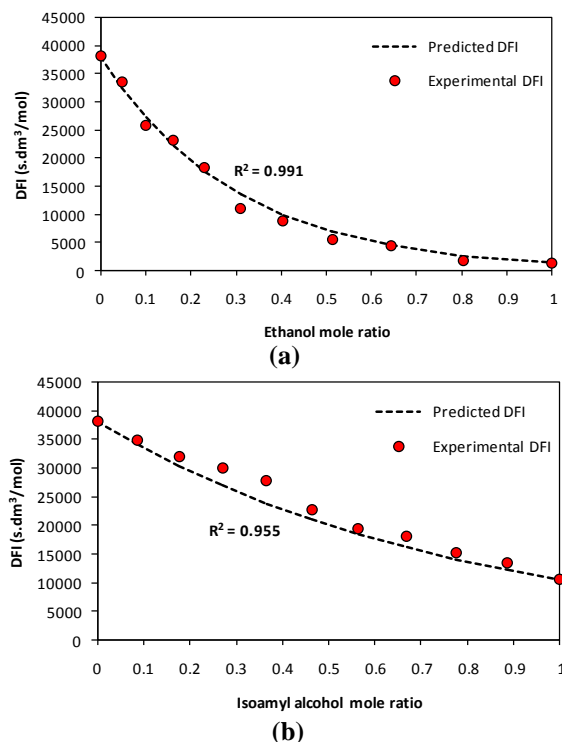 45000
40000
35000
30000
25000
20000
15000
10000
5000
0
DFI (s.dm³/mol)
Predicted DFI
Experimental DFI
R² = 0.991
0 0.1 0.2 0.3 0.4 0.5 0.6 0.7 0.8 0.9 1
Ethanol mole ratio
(a)
45000
40000
35000
30000
25000
20000
15000
10000
5000
0
DFI (s.dm³/mol)
Predicted DFI
Experimental DFI
R² = 0.955
0 0.1 0.2 0.3 0.4 0.5 0.6 0.7 0.8 0.9 1
Isoamyl alcohol mole ratio
(b)